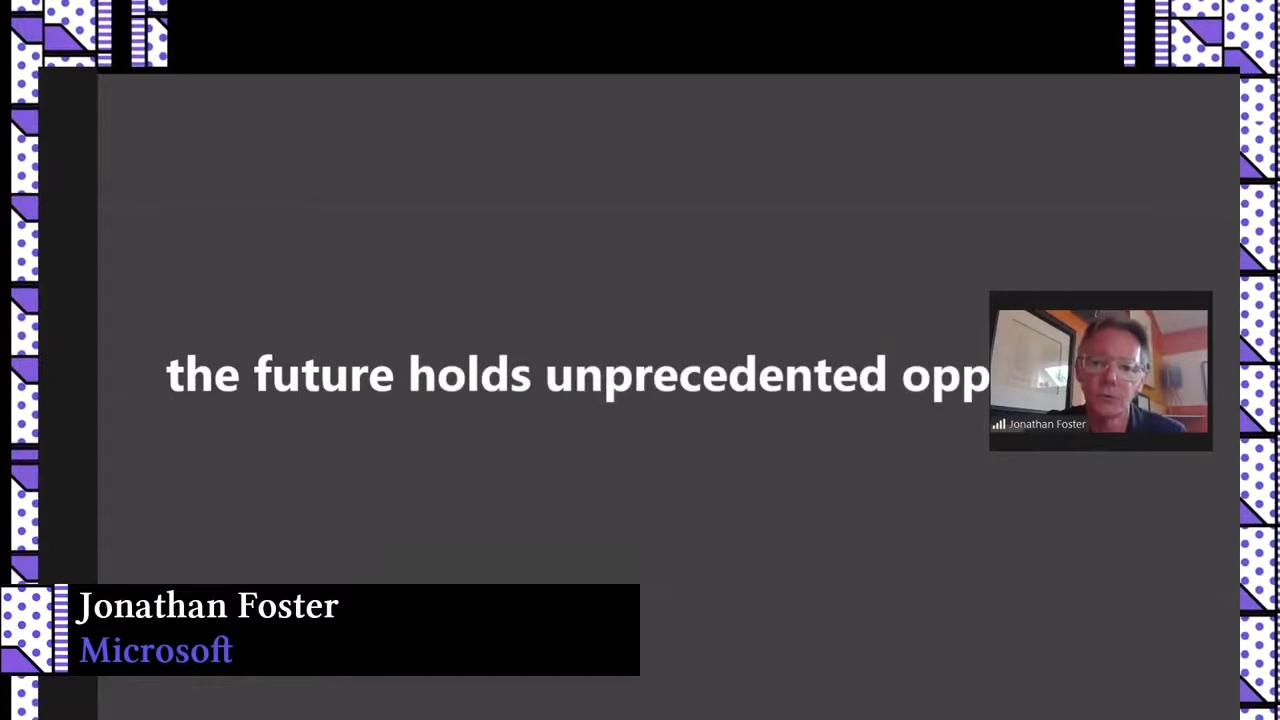 the future holds unprecedented opp
Jonathan Foster
Jonathan Foster
Microsoft